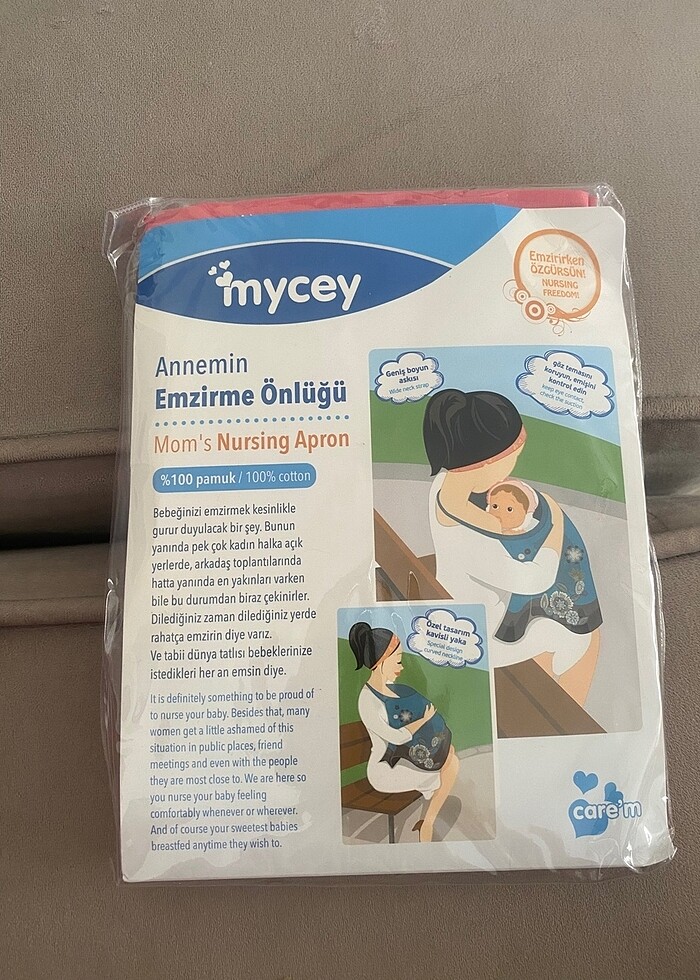 mycey
Emzirirken
ÖZGÜRSÜN!
NURSING
FREEDOM!
Annemin
Emzirme Önlüğü
Mom's Nursing Apron
%100 pamuk / 100% cotton
Bebeğinizi emzirmek kesinlikle
gurur duyulacak bir şey. Bunun
yanında pek çok kadın halka açık
yerlerde, arkadaş toplantılarında
hatta yanında en yakınları varken
bile bu durumdan biraz çekinirler.
Dilediğiniz zaman dilediğiniz yerde
rahatça emzirin diye varız.
Ve tabii dünya tatlısı bebeklerinize
istedikleri her an emsin diye.
It is definitely something to be proud of
to nurse your baby. Besides that, many
women get a little ashamed of this
situation in public places, friend
meetings and even with the people
they are most close to. We are here so
you nurse your baby feeling
comfortably whenever or wherever.
And of course your sweetest babies
breastfed anytime they wish to.
Geniş boyun
askısı
Wide neck strap
göz temasını
koruyun, emişini
kontrol edin
keep eye contact,
check the suction
Özel tasarım
kavisli yaka
Special design
curved neckline
care'm